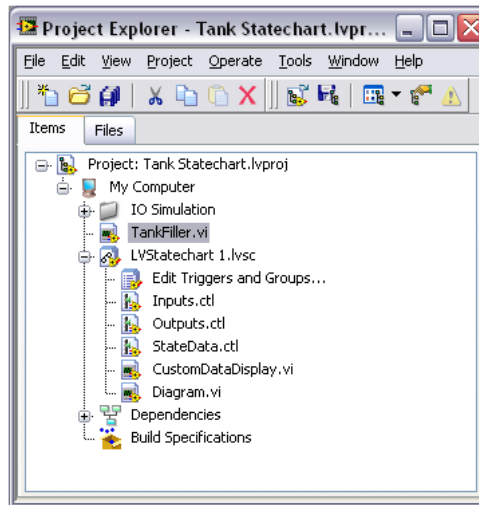 Project Explorer - Tank Statechart.lvpr...
File Edit View Project Operate Tools Window Help
Items Files
Project: Tank Statechart.lvproj
My Computer
IO Simulation
TankFiller.vi
LVStatechart 1.lvsc
Edit Triggers and Groups...
Inputs.ctl
Outputs.ctl
StateData.ctl
CustomDataDisplay.vi
Diagram.vi
Dependencies
Build Specifications